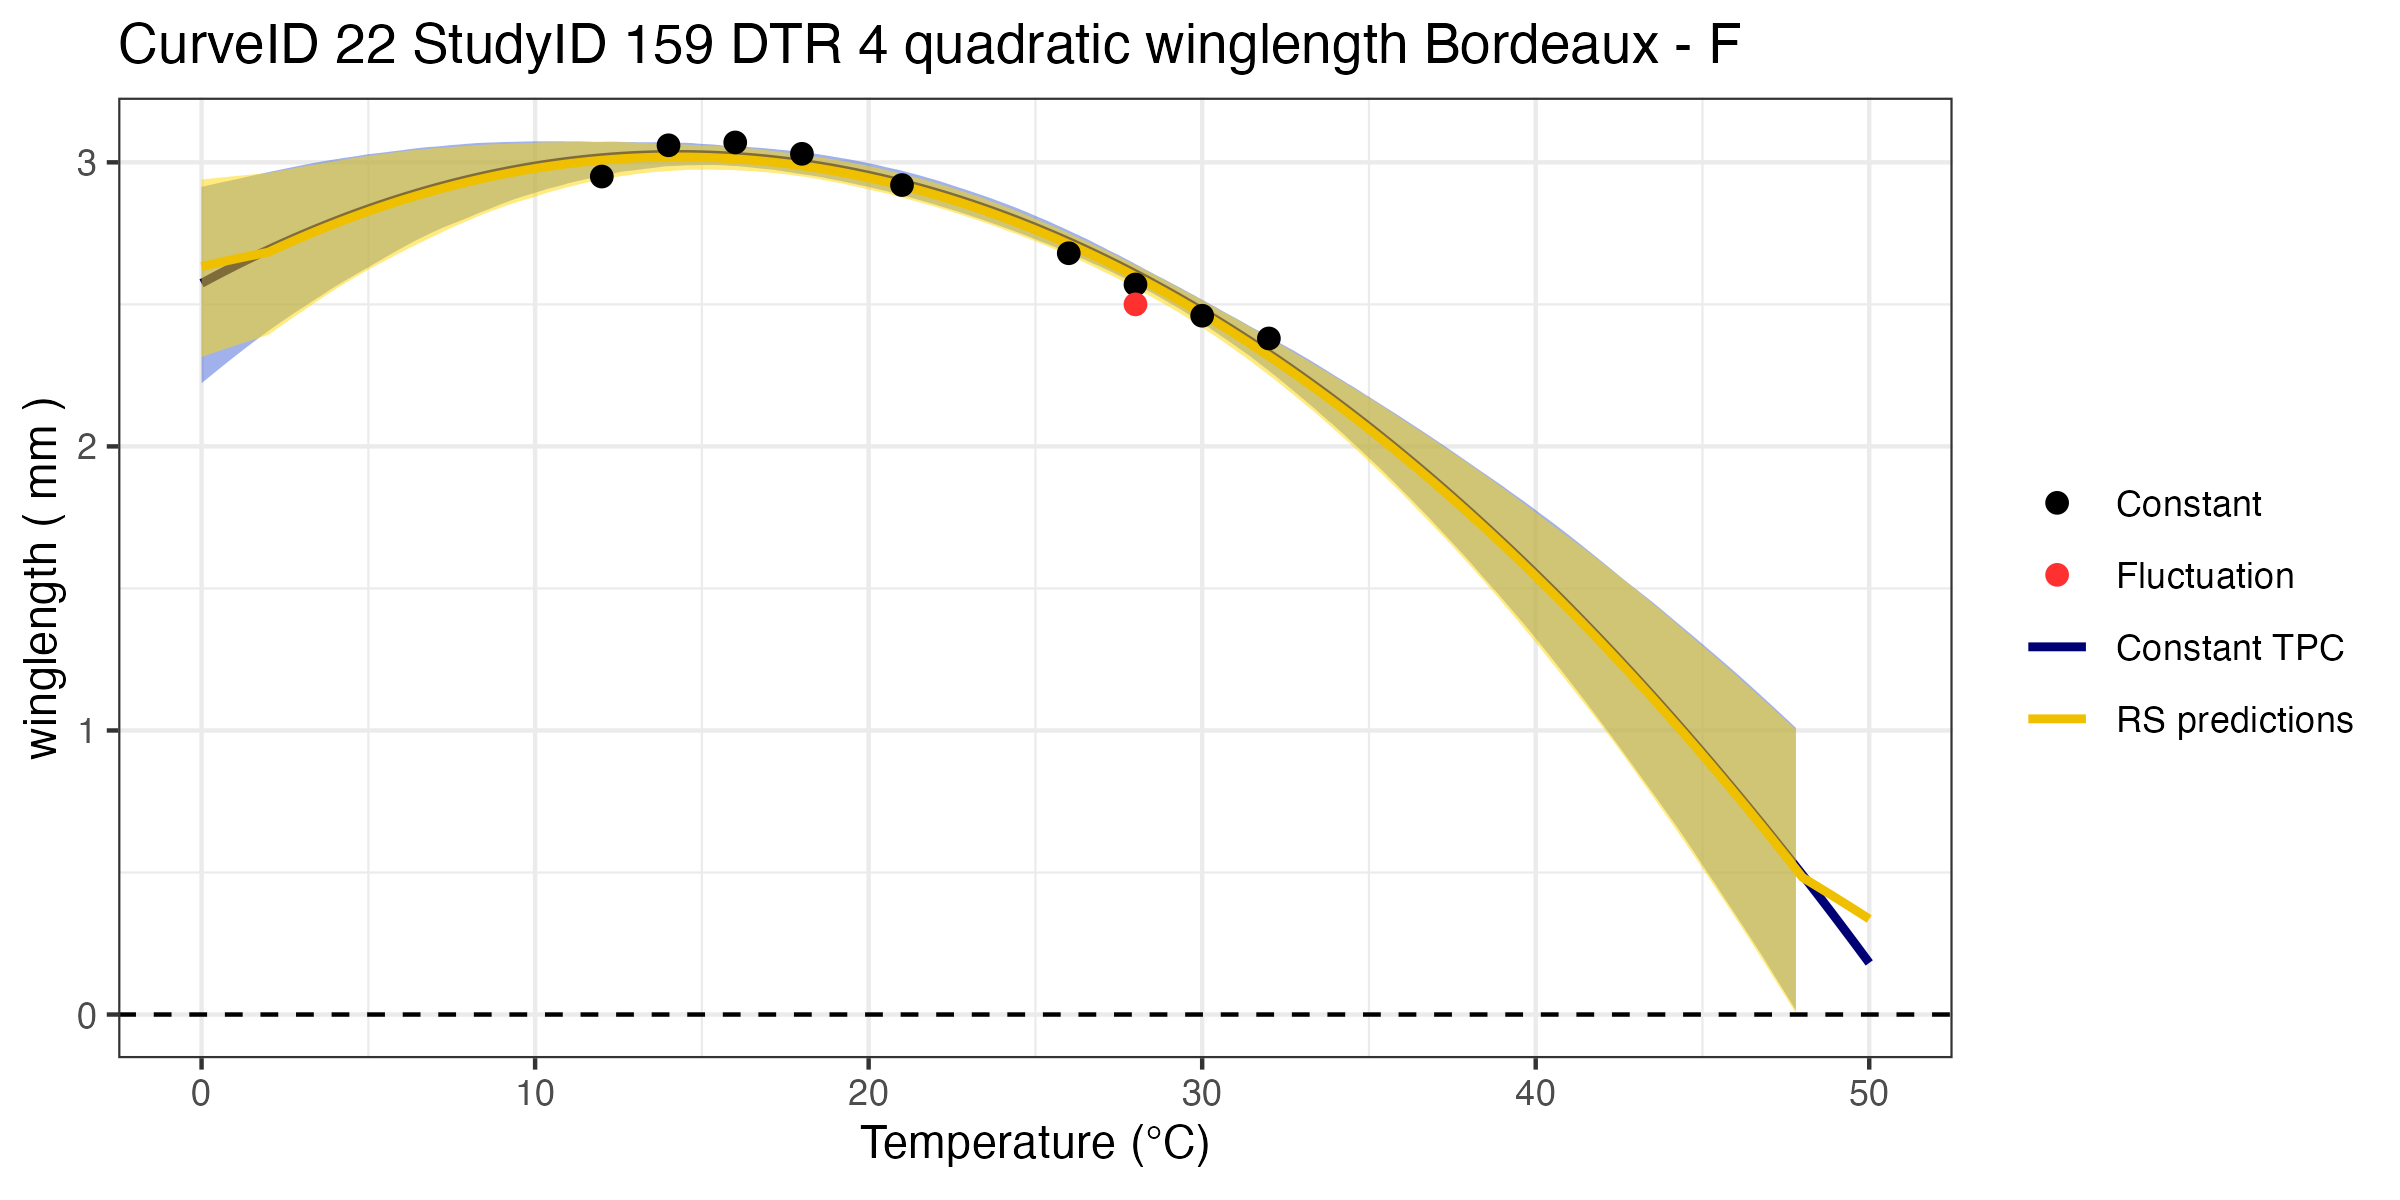 CurveID 22 StudyID 159 DTR 4 quadratic winglength Bordeaux - F
winglength ( mm )
3
2
1
0
0 10 20 30 40 50
Temperature (°C)
Constant
Fluctuation
Constant TPC
RS predictions